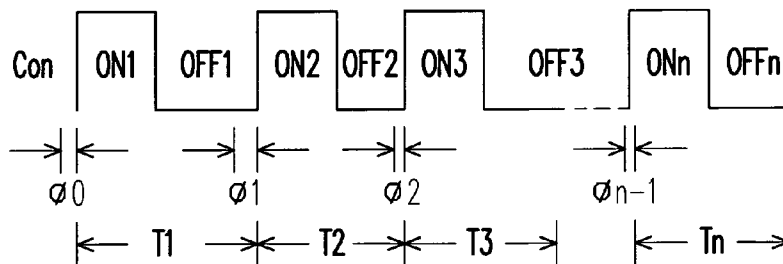 Con ON1 OFF1 ON2 OFF2 ON3 OFF3 ONn OFFn
ø0 ø1 ø2 øn-1
T1 T2 T3 Tn